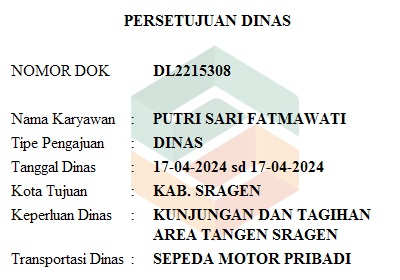 PERSETUJUAN DINAS
NOMOR DOK DL2215308
Nama Karyawan : PUTRI SARI FATMAWATI
Tipe Pengajuan : DINAS
Tanggal Dinas : 17-04-2024 sd 17-04-2024
Kota Tujuan : KAB. SRAGEN
Keperluan Dinas : KUNJUNGAN DAN TAGIHAN
AREA TANGEN SRAGEN
Transportasi Dinas : SEPEDA MOTOR PRIBADI